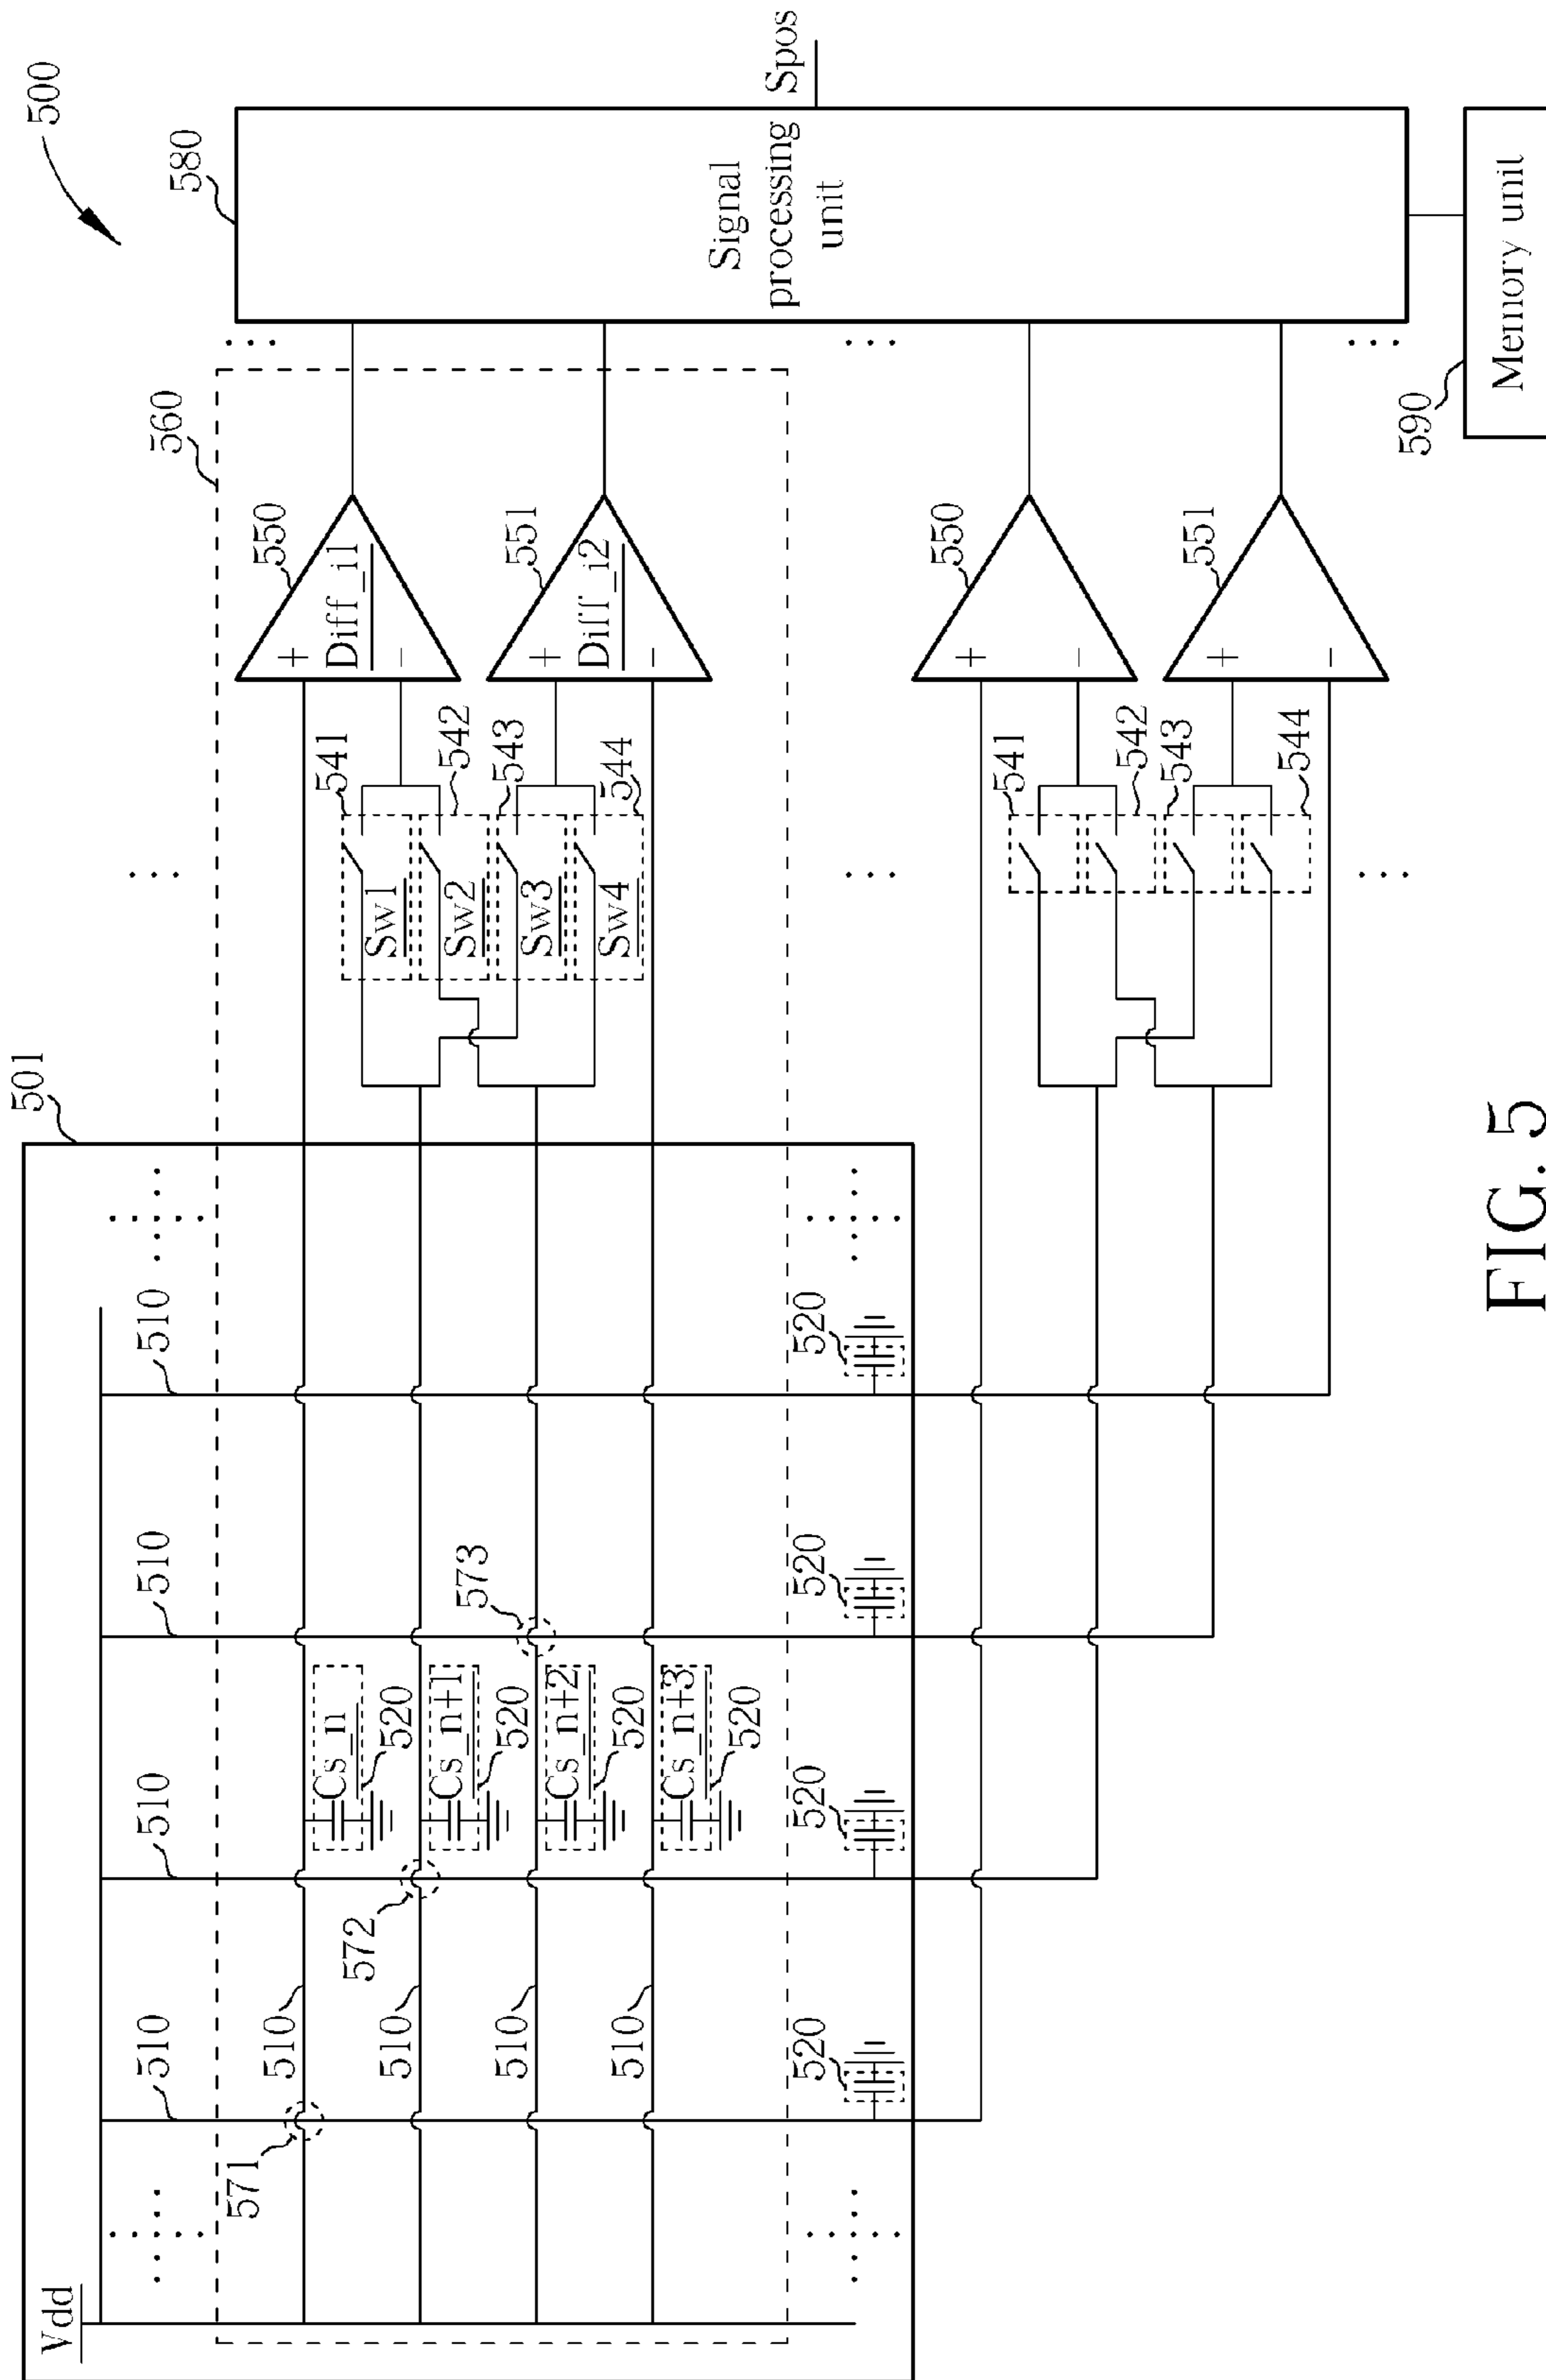 500
580
Signal
processing
unit
Spos
590
Memory unit
560
550
Diff_i1
+
−
551
Diff_i2
+
−
550
+
−
551
+
−
541
Sw1
542
Sw2
543
Sw3
544
Sw4
541
542
543
544
501
510
510
510
510
520
520
520
520
573
Cs_n
520
Cs_n+1
520
Cs_n+2
520
Cs_n+3
520
572
510
510
510
510
571
Vdd
FIG. 5